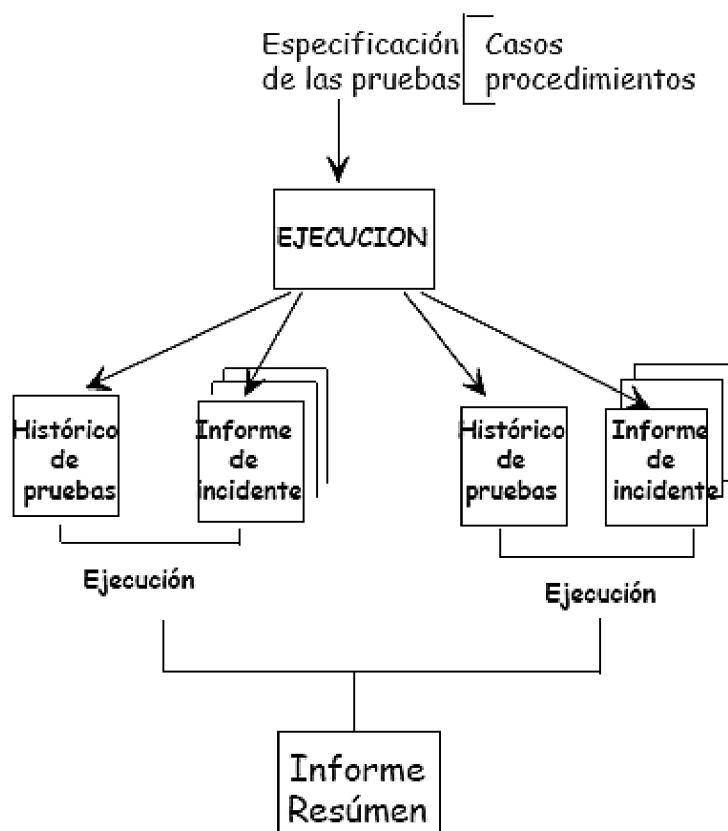 Especificación
de las pruebas
Casos
procedimientos
EJECUCION
Histórico
de
pruebas
Informe
de
incidente
Histórico
de
pruebas
Informe
de
incidente
Ejecución
Ejecución
Informe
Resúmen